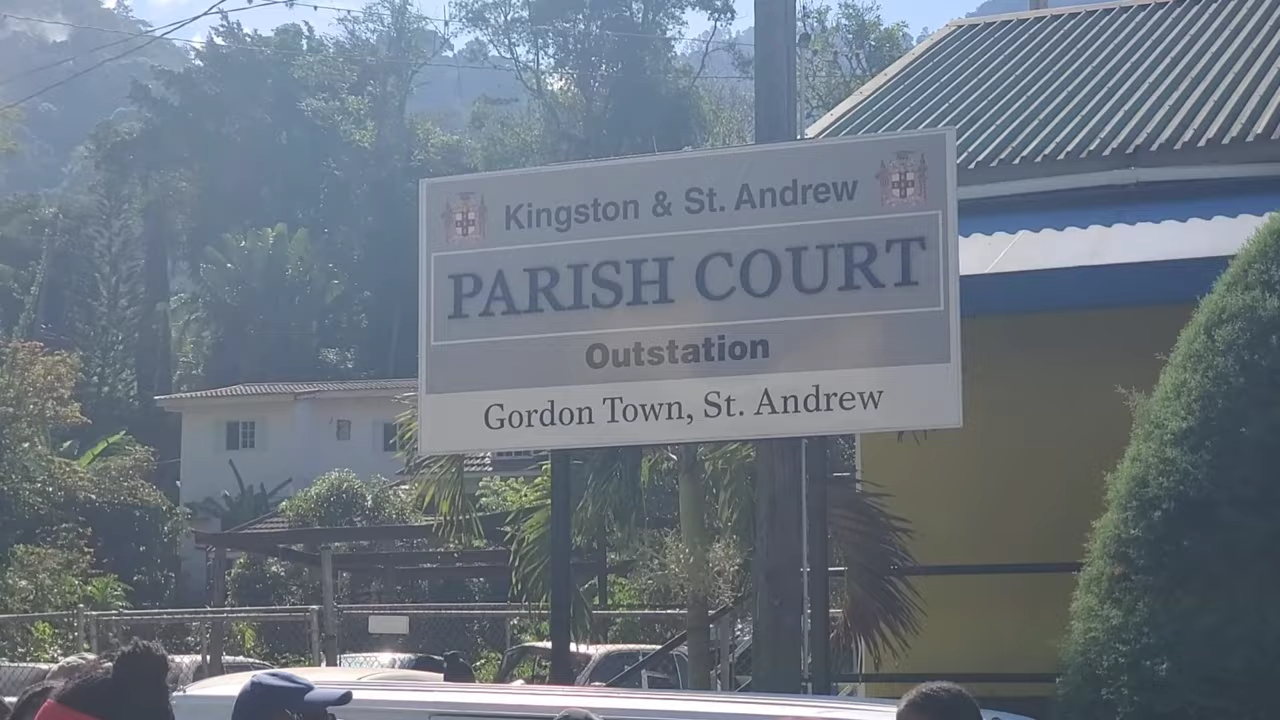 Kingston & St. Andrew
PARISH COURT
Outstation
Gordon Town, St. Andrew